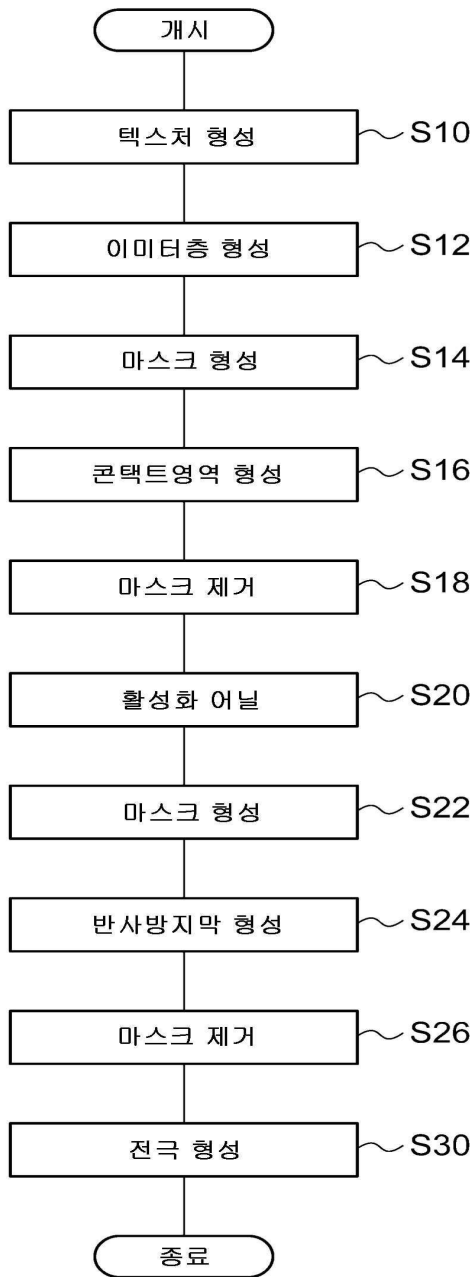 개시
텍스처 형성 S10
이미터층 형성 S12
마스크 형성 S14
콘택트영역 형성 S16
마스크 제거 S18
활성화 어닐 S20
마스크 형성 S22
반사방지막 형성 S24
마스크 제거 S26
전극 형성 S30
종료